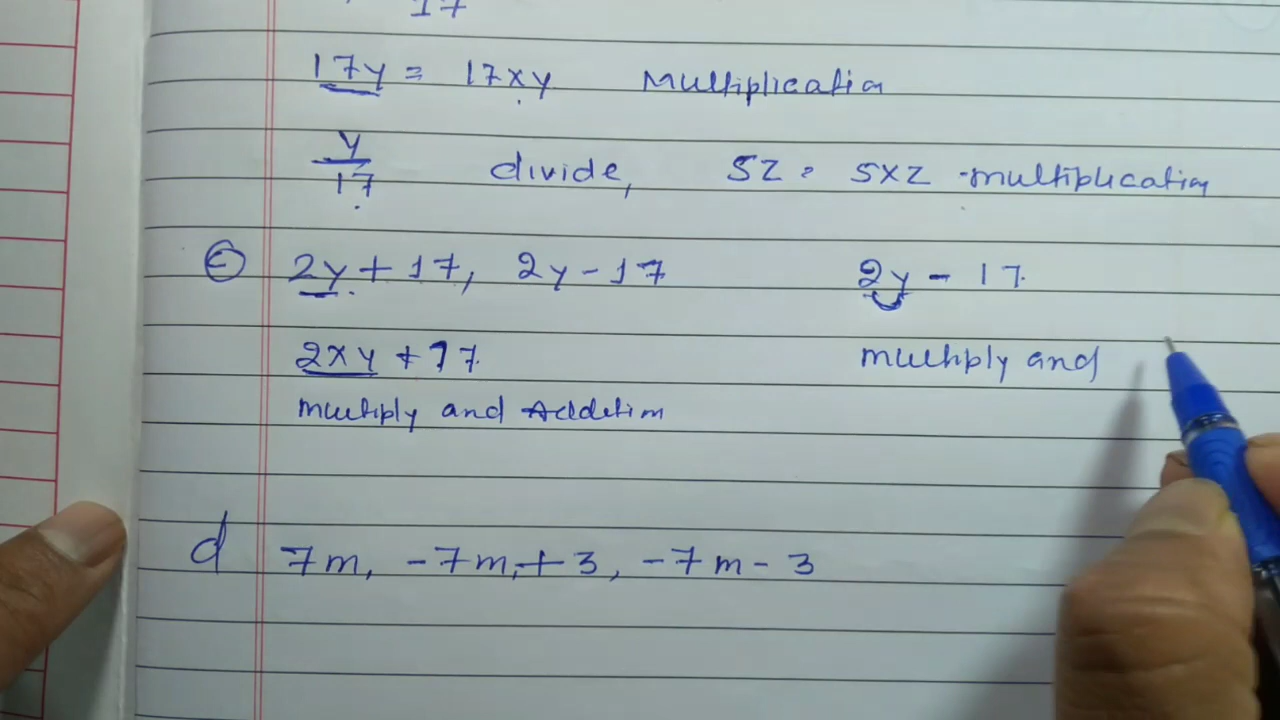 17
17y = 17xy Multiplication
y
17 divide, 5z = 5xz multiplication
c 2y + 17, 2y - 17 2y - 17
2xy + 17 multiply and
multiply and Addition
d 7m, -7m + 3, -7m - 3